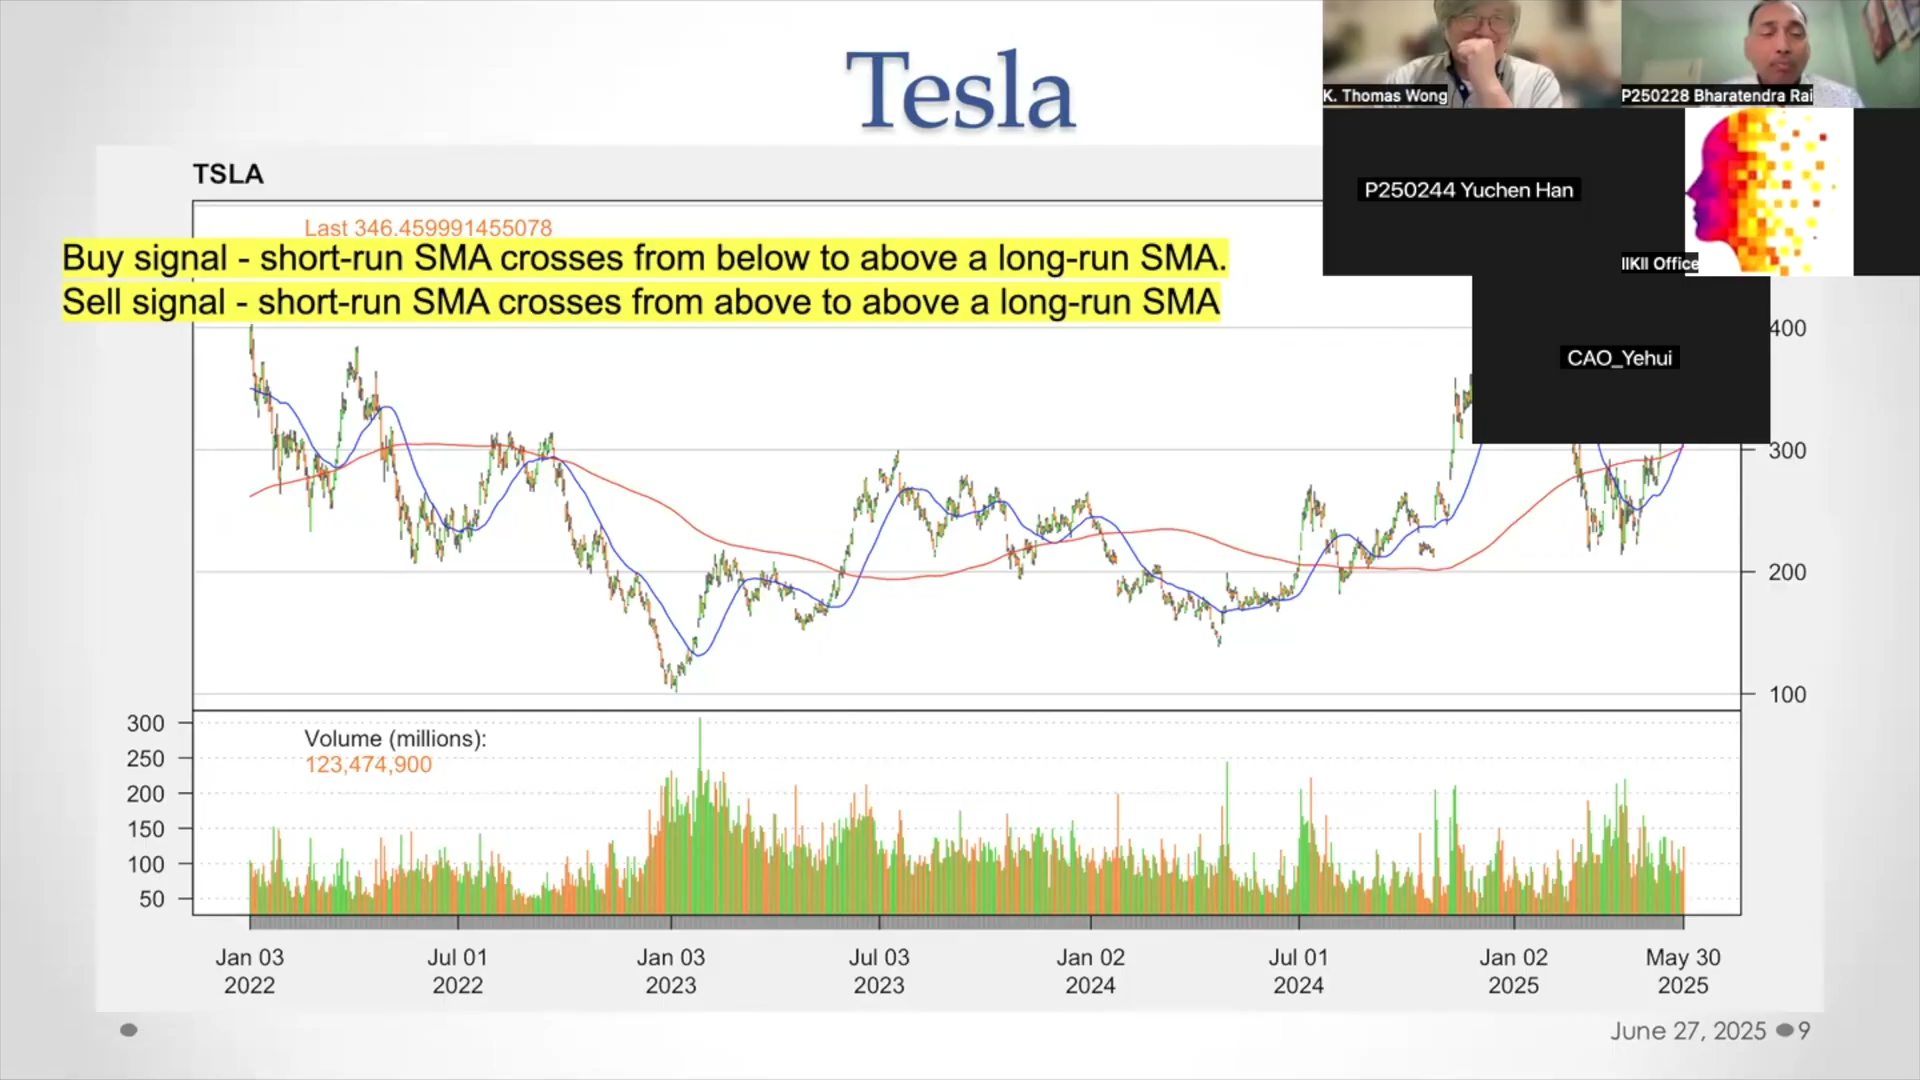 Tesla
K. Thomas Wong
P250228 Bharatendra Rai
P250244 Yuchen Han
IIKII Office
CAO_Yehui
TSLA
Last 346.459991455078
Buy signal - short-run SMA crosses from below to above a long-run SMA.
Sell signal - short-run SMA crosses from above to above a long-run SMA
400
300
200
100
Volume (millions):
123,474,900
300
250
200
150
100
50
Jan 03 2022
Jul 01 2022
Jan 03 2023
Jul 03 2023
Jan 02 2024
Jul 01 2024
Jan 02 2025
May 30 2025
June 27, 2025
9